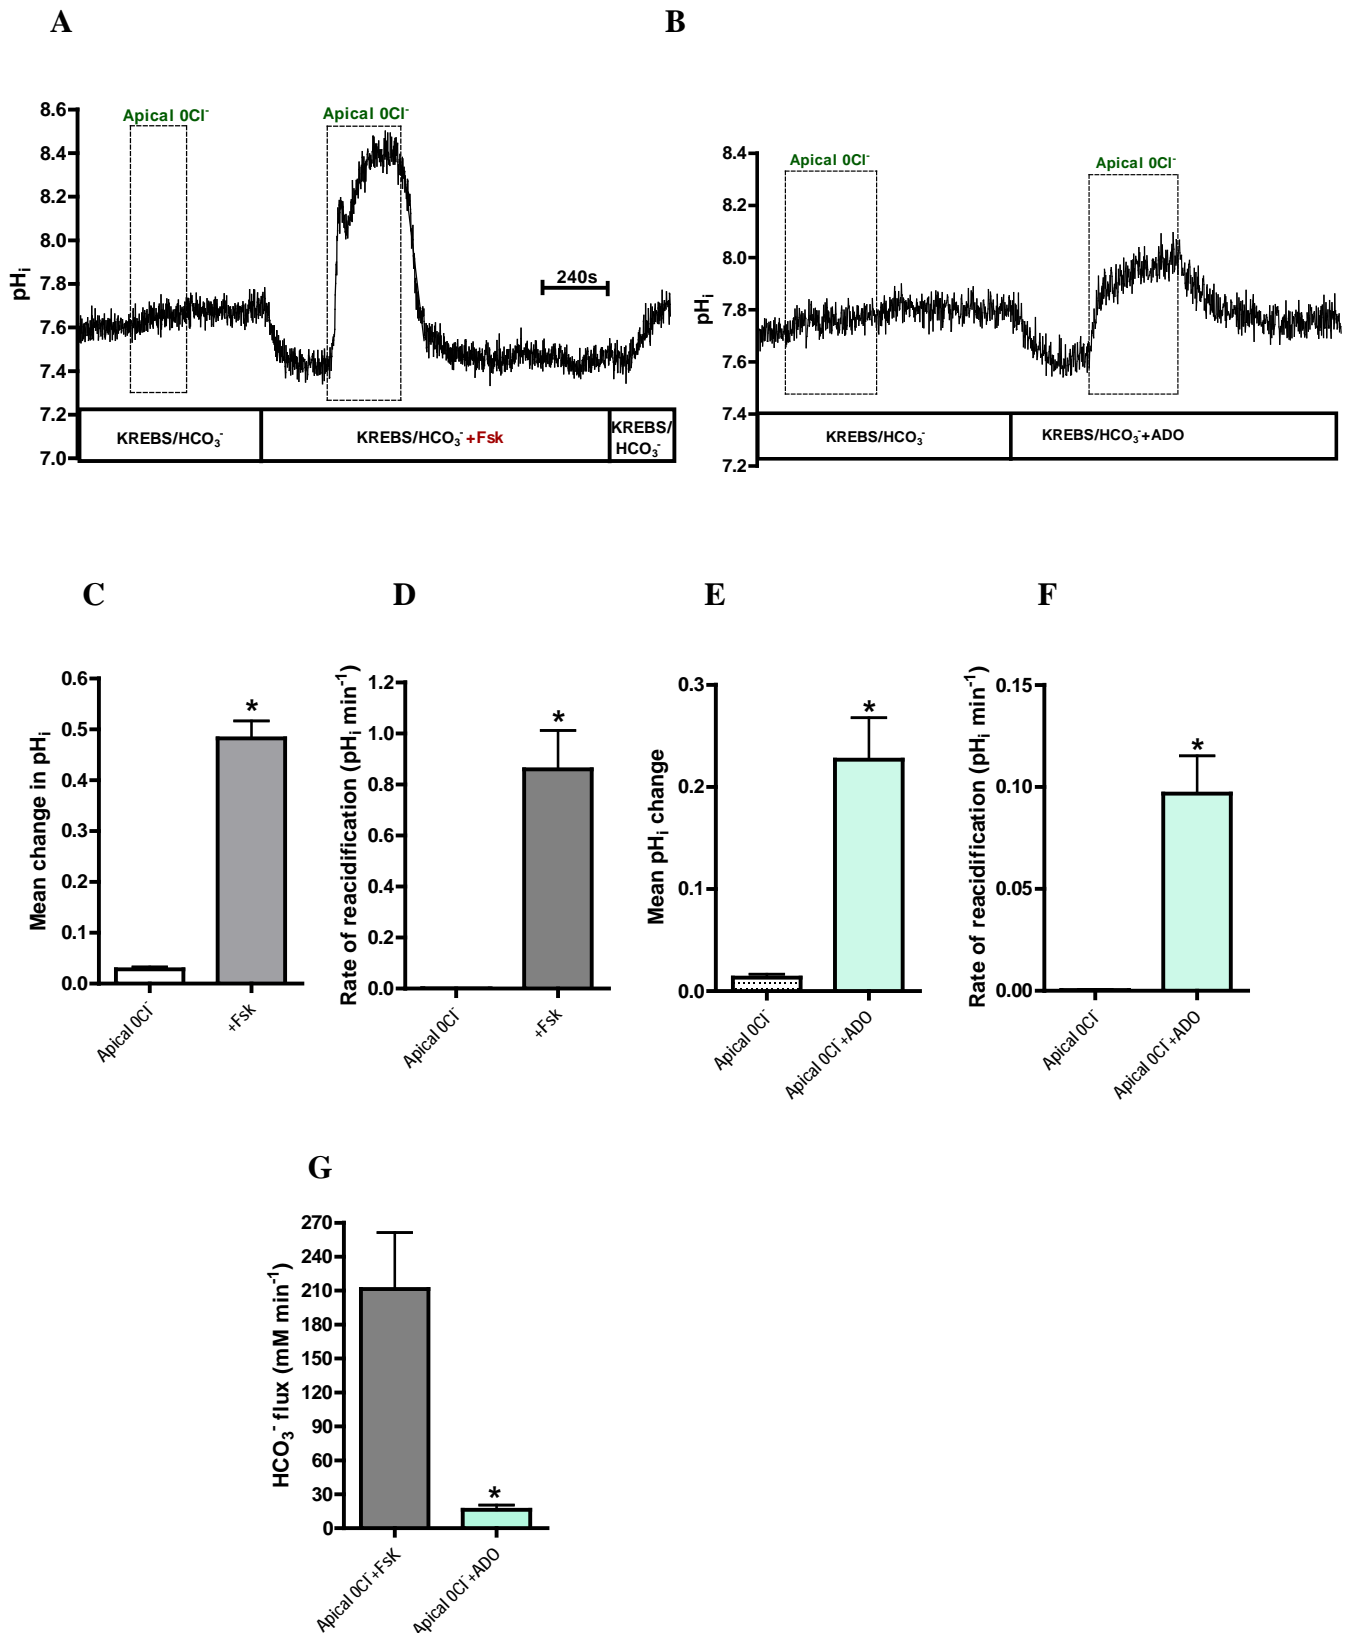 A
B
Apical 0Cl⁻
Apical 0Cl⁻
8.6
8.4
8.2
8.0
7.8
7.6
7.4
7.2
7.0
pHᵢ
240s
KREBS/HCO₃⁻
KREBS/HCO₃⁻+Fsk
KREBS/
HCO₃⁻
Apical 0Cl⁻
Apical 0Cl⁻
8.4
8.2
8.0
7.8
7.6
7.4
7.2
pHᵢ
KREBS/HCO₃⁻
KREBS/HCO₃⁻+ADO
C
D
E
F
Mean change in pHᵢ
0.6
0.5
0.4
0.3
0.2
0.1
0.0
*
Apical 0Cl⁻
+Fsk
Rate of reacidification (pHᵢ min⁻¹)
1.2
1.0
0.8
0.6
0.4
0.2
0.0
*
Apical 0Cl⁻
+Fsk
Mean pHᵢ change
0.3
0.2
0.1
0.0
*
Apical 0Cl⁻
Apical 0Cl⁻+ADO
Rate of reacidification (pHᵢ min⁻¹)
0.15
0.10
0.05
0.00
*
Apical 0Cl⁻
Apical 0Cl⁻+ADO
G
HCO₃⁻ flux (mM min⁻¹)
270
240
210
180
150
120
90
60
30
0
*
Apical 0Cl⁻+FsK
Apical 0Cl⁻+ADO